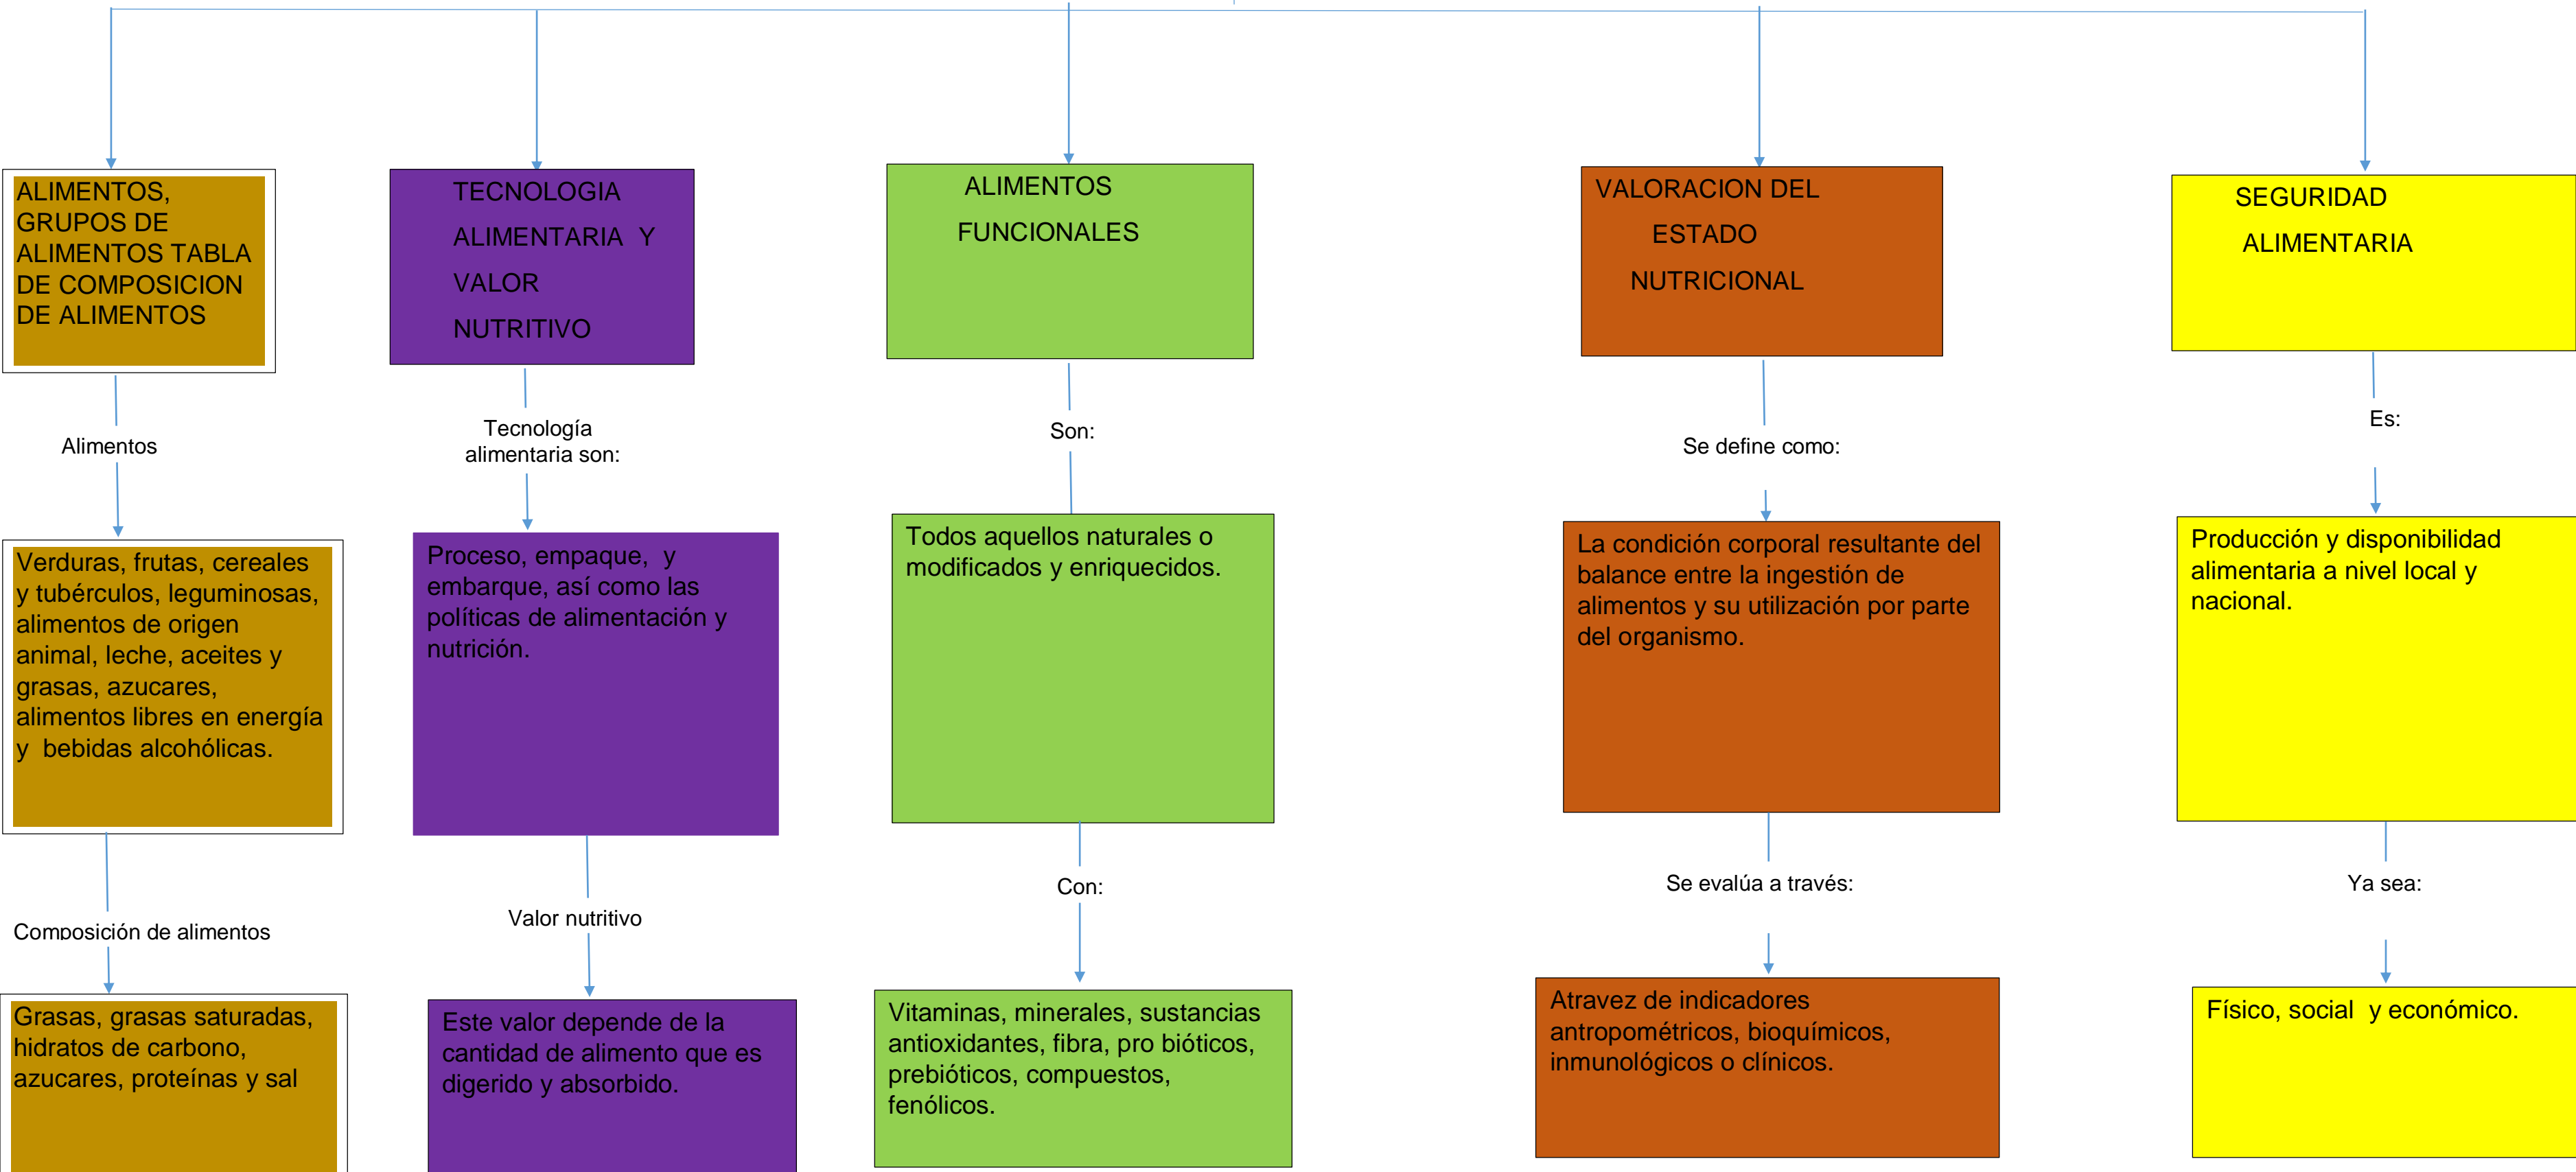 ALIMENTOS,
GRUPOS DE
ALIMENTOS TABLA
DE COMPOSICION
DE ALIMENTOS
Alimentos
Verduras, frutas, cereales
y tubérculos, leguminosas,
alimentos de origen
animal, leche, aceites y
grasas, azucares,
alimentos libres en energía
y bebidas alcohólicas.
Composición de alimentos
Grasas, grasas saturadas,
hidratos de carbono,
azucares, proteínas y sal
TECNOLOGIA
ALIMENTARIA Y
VALOR
NUTRITIVO
Tecnología
alimentaria son:
Proceso, empaque, y
embarque, así como las
políticas de alimentación y
nutrición.
Valor nutritivo
Este valor depende de la
cantidad de alimento que es
digerido y absorbido.
ALIMENTOS
FUNCIONALES
Son:
Todos aquellos naturales o
modificados y enriquecidos.
Con:
Vitaminas, minerales, sustancias
antioxidantes, fibra, pro bióticos,
prebióticos, compuestos,
fenólicos.
VALORACION DEL
ESTADO
NUTRICIONAL
Se define como:
La condición corporal resultante del
balance entre la ingestión de
alimentos y su utilización por parte
del organismo.
Se evalúa a través:
Atravez de indicadores
antropométricos, bioquímicos,
inmunológicos o clínicos.
SEGURIDAD
ALIMENTARIA
Es:
Producción y disponibilidad
alimentaria a nivel local y
nacional.
Ya sea:
Físico, social y económico.